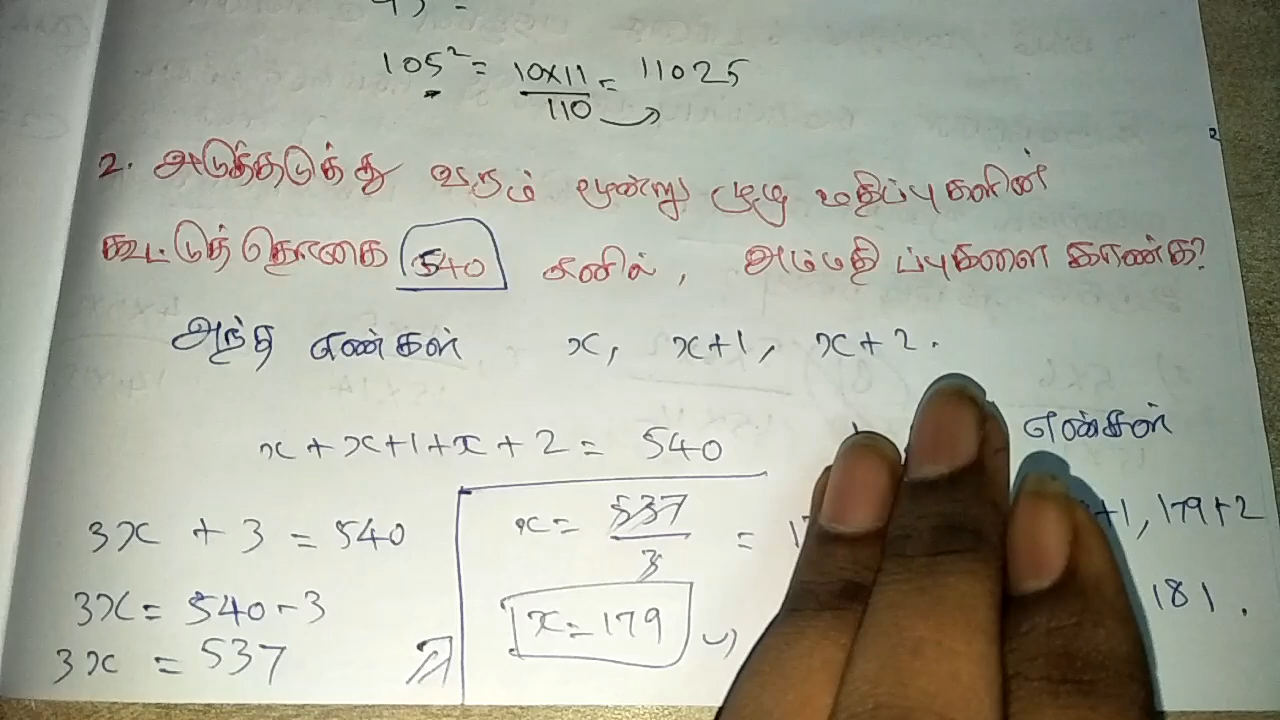 105² = 10×11 = 11025
110
2. அடுத்தடுத்து வரும் மூன்று முழு மதிப்புகளின்
கூட்டுத்தொகை 540 எனில், அம்மதிப்புகளை காண்க?
அந்த எண்கள் x, x+1, x+2.
x+x+1+x+2 = 540
எண்கள்
3x + 3 = 540
x = 537
3
+1, 179+2
3x = 540-3
x=179
181.
3x = 537